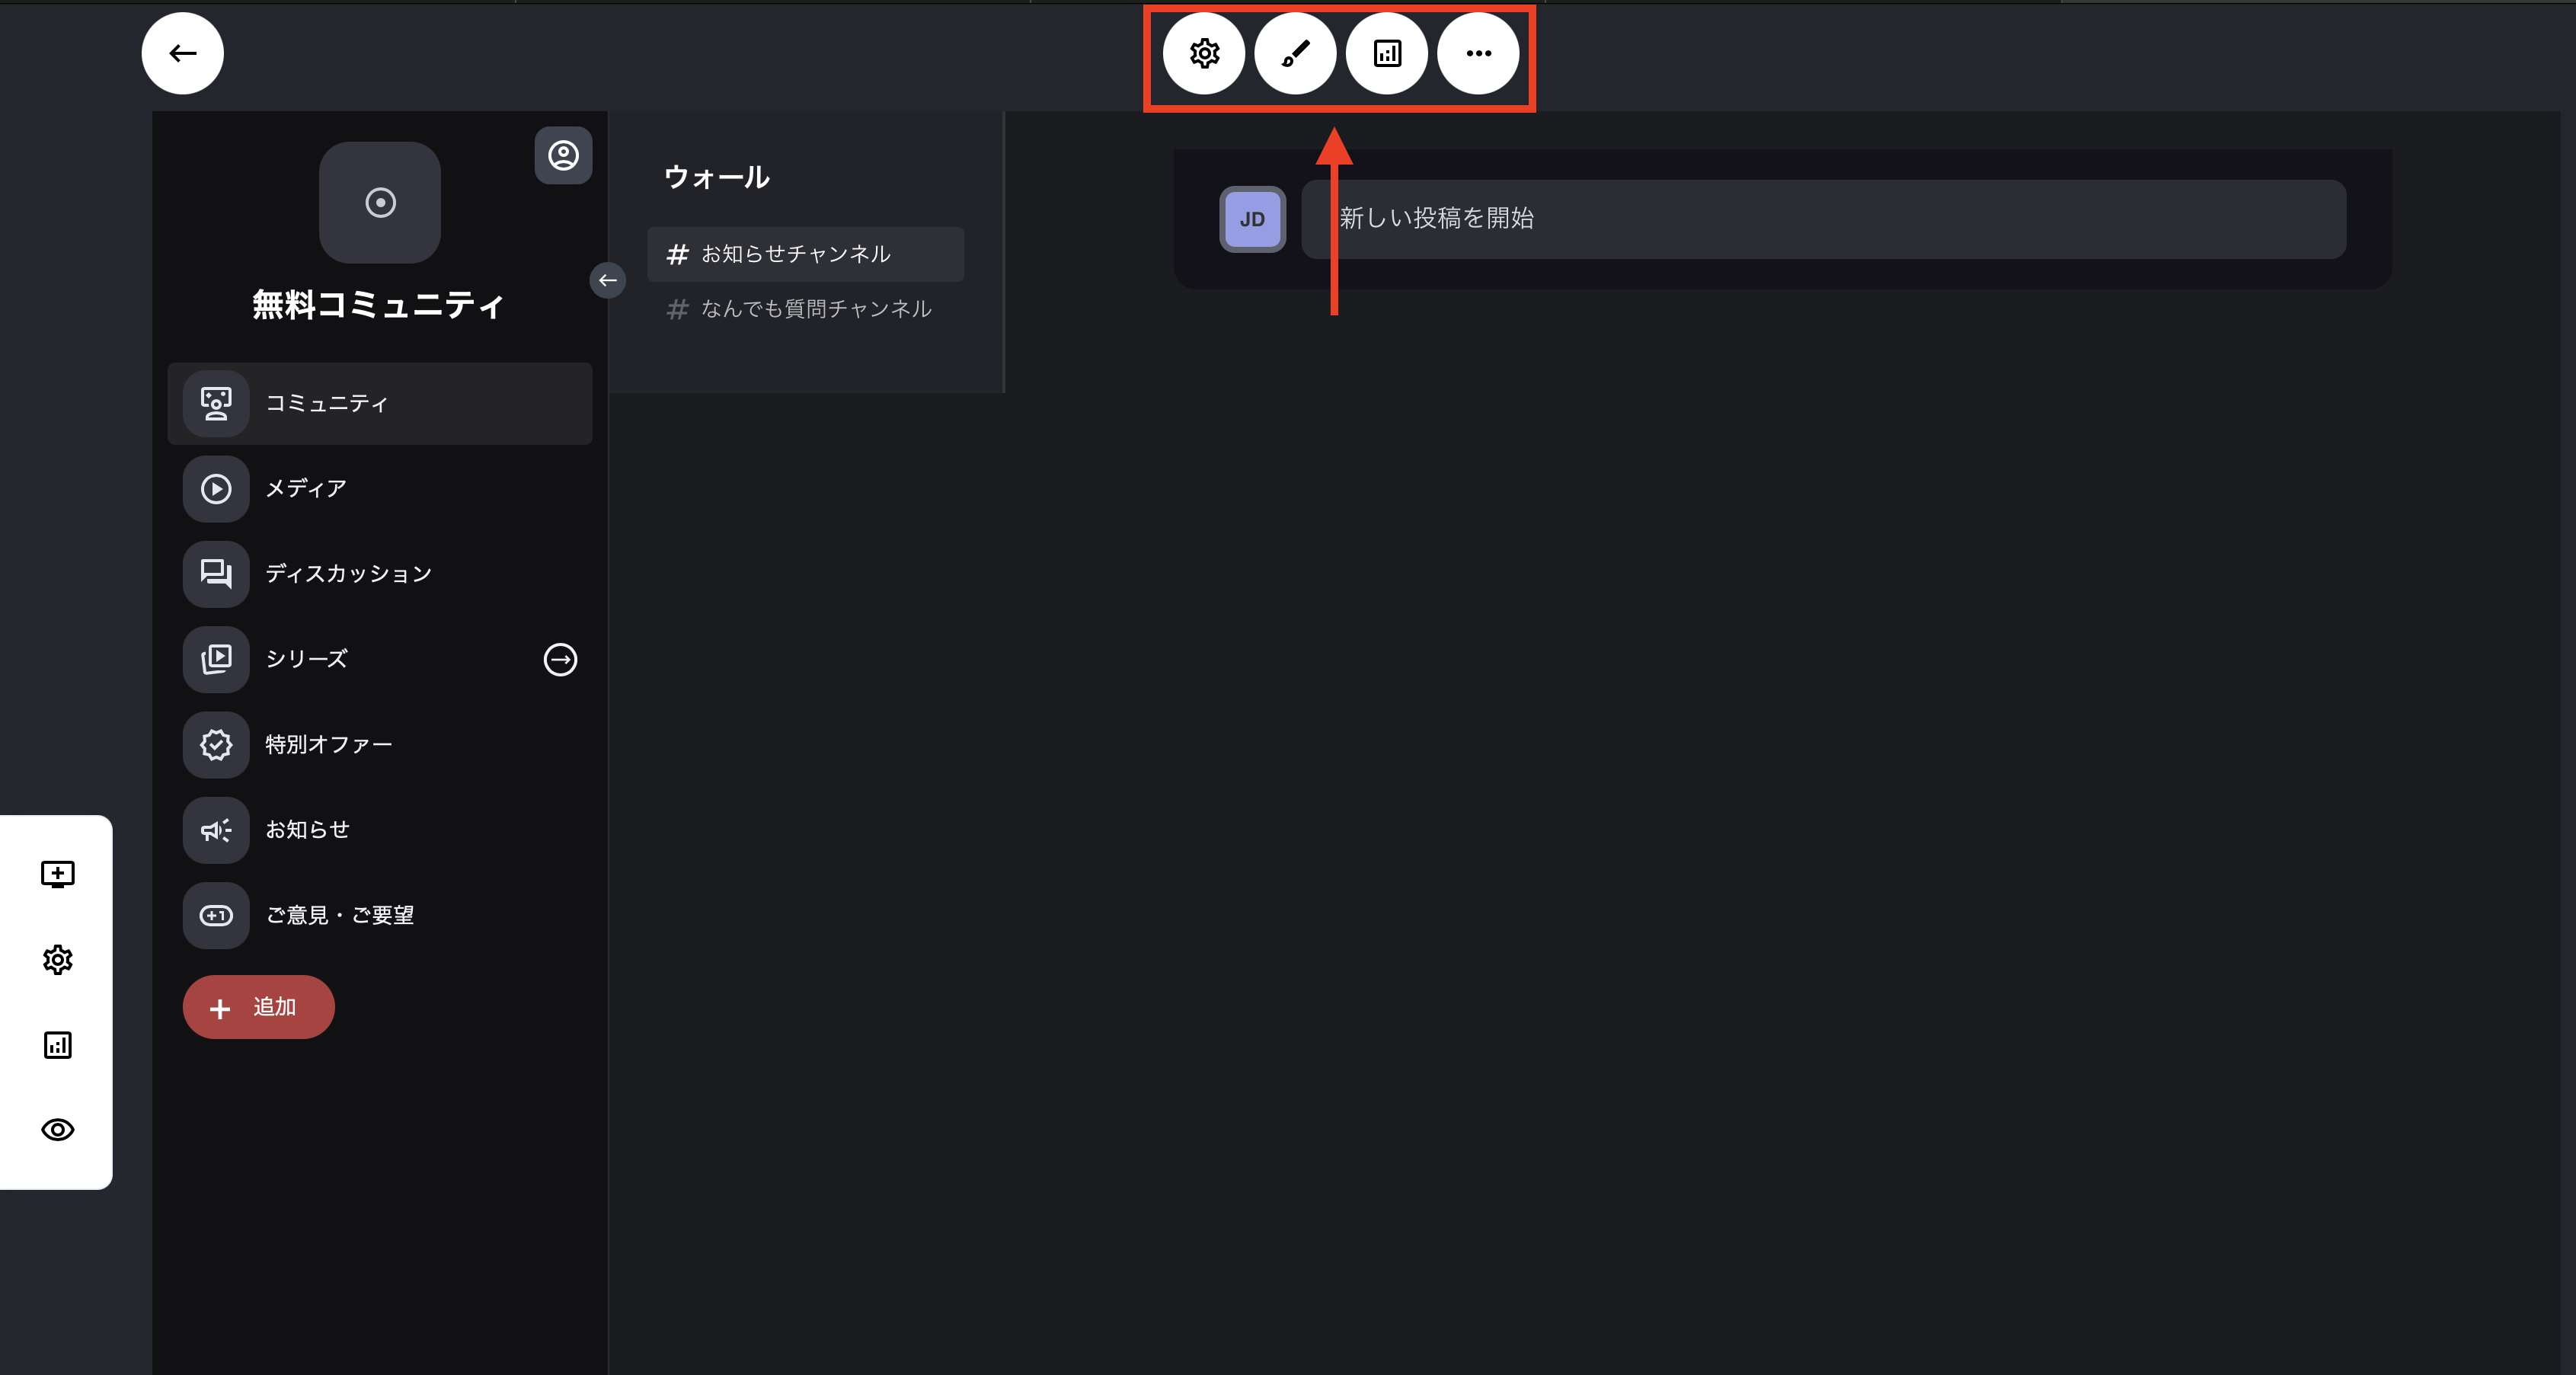 無料コミュニティ
コミュニティ
メディア
ディスカッション
シリーズ
特別オファー
お知らせ
+1
ご意見・ご要望
+ 追加
ウォール
# お知らせチャンネル
# なんでも質問チャンネル
JD
新しい投稿を開始